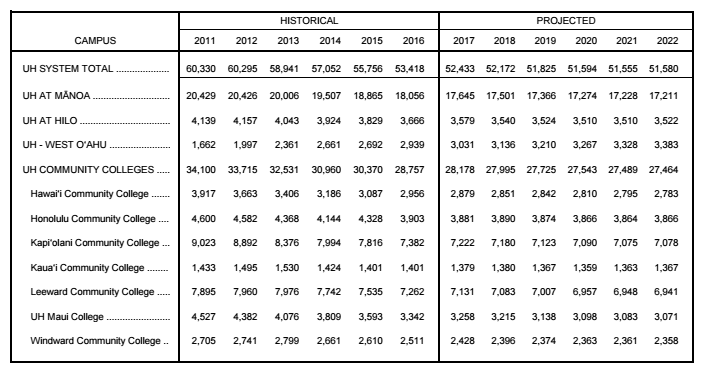 HISTORICAL PROJECTED
CAMPUS 2011 2012 2013 2014 2015 2016 2017 2018 2019 2020 2021 2022
UH SYSTEM TOTAL ................... 60,330 60,295 58,941 57,052 55,756 53,418 52,433 52,172 51,825 51,594 51,555 51,580
UH AT MĀNOA ........................... 20,429 20,426 20,006 19,507 18,865 18,056 17,645 17,501 17,366 17,274 17,228 17,211
UH AT HILO ............................... 4,139 4,157 4,043 3,924 3,829 3,666 3,579 3,540 3,524 3,510 3,510 3,522
UH - WEST O'AHU ..................... 1,662 1,997 2,361 2,661 2,692 2,939 3,031 3,136 3,210 3,267 3,328 3,383
UH COMMUNITY COLLEGES ..... 34,100 33,715 32,531 30,960 30,370 28,757 28,178 27,995 27,725 27,543 27,489 27,464
Hawai'i Community College ....... 3,917 3,663 3,406 3,186 3,087 2,956 2,879 2,851 2,842 2,810 2,795 2,783
Honolulu Community College .... 4,600 4,582 4,368 4,144 4,328 3,903 3,881 3,890 3,874 3,866 3,864 3,866
Kapi'olani Community College ... 9,023 8,892 8,376 7,994 7,816 7,382 7,222 7,180 7,123 7,090 7,075 7,078
Kaua'i Community College ........ 1,433 1,495 1,530 1,424 1,401 1,401 1,379 1,380 1,367 1,359 1,363 1,367
Leeward Community College ..... 7,895 7,960 7,976 7,742 7,535 7,262 7,131 7,083 7,007 6,957 6,948 6,941
UH Maui College ....................... 4,527 4,382 4,076 3,809 3,593 3,342 3,258 3,215 3,138 3,098 3,083 3,071
Windward Community College .. 2,705 2,741 2,799 2,661 2,610 2,511 2,428 2,396 2,374 2,363 2,361 2,358